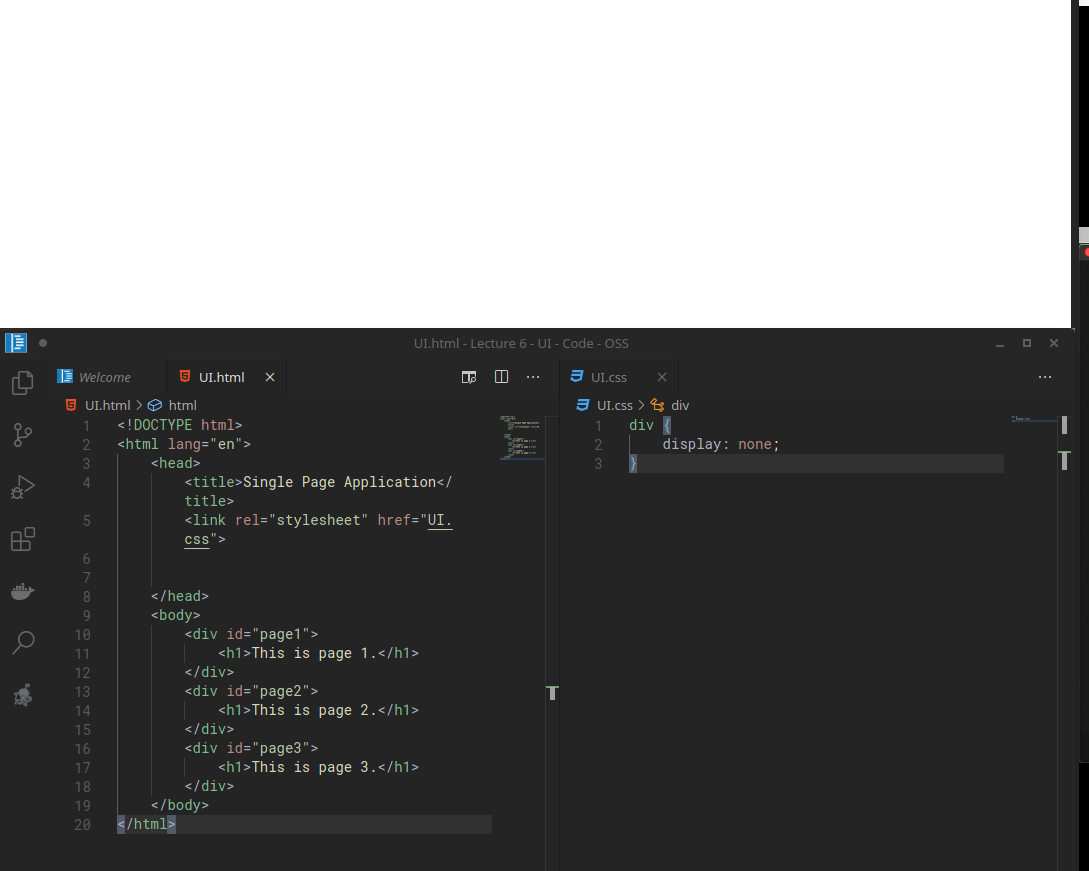 UI.html - Lecture 6 - UI - Code - OSS
Welcome
UI.html
UI.css
UI.html > html
UI.css > div
1 <!DOCTYPE html>
2 <html lang="en">
3 <head>
4 <title>Single Page Application</
title>
5 <link rel="stylesheet" href="UI.
css">
6
7
8 </head>
9 <body>
10 <div id="page1">
11 <h1>This is page 1.</h1>
12 </div>
13 <div id="page2">
14 <h1>This is page 2.</h1>
15 </div>
16 <div id="page3">
17 <h1>This is page 3.</h1>
18 </div>
19 </body>
20 </html>
1 div {
2 display: none;
3 }